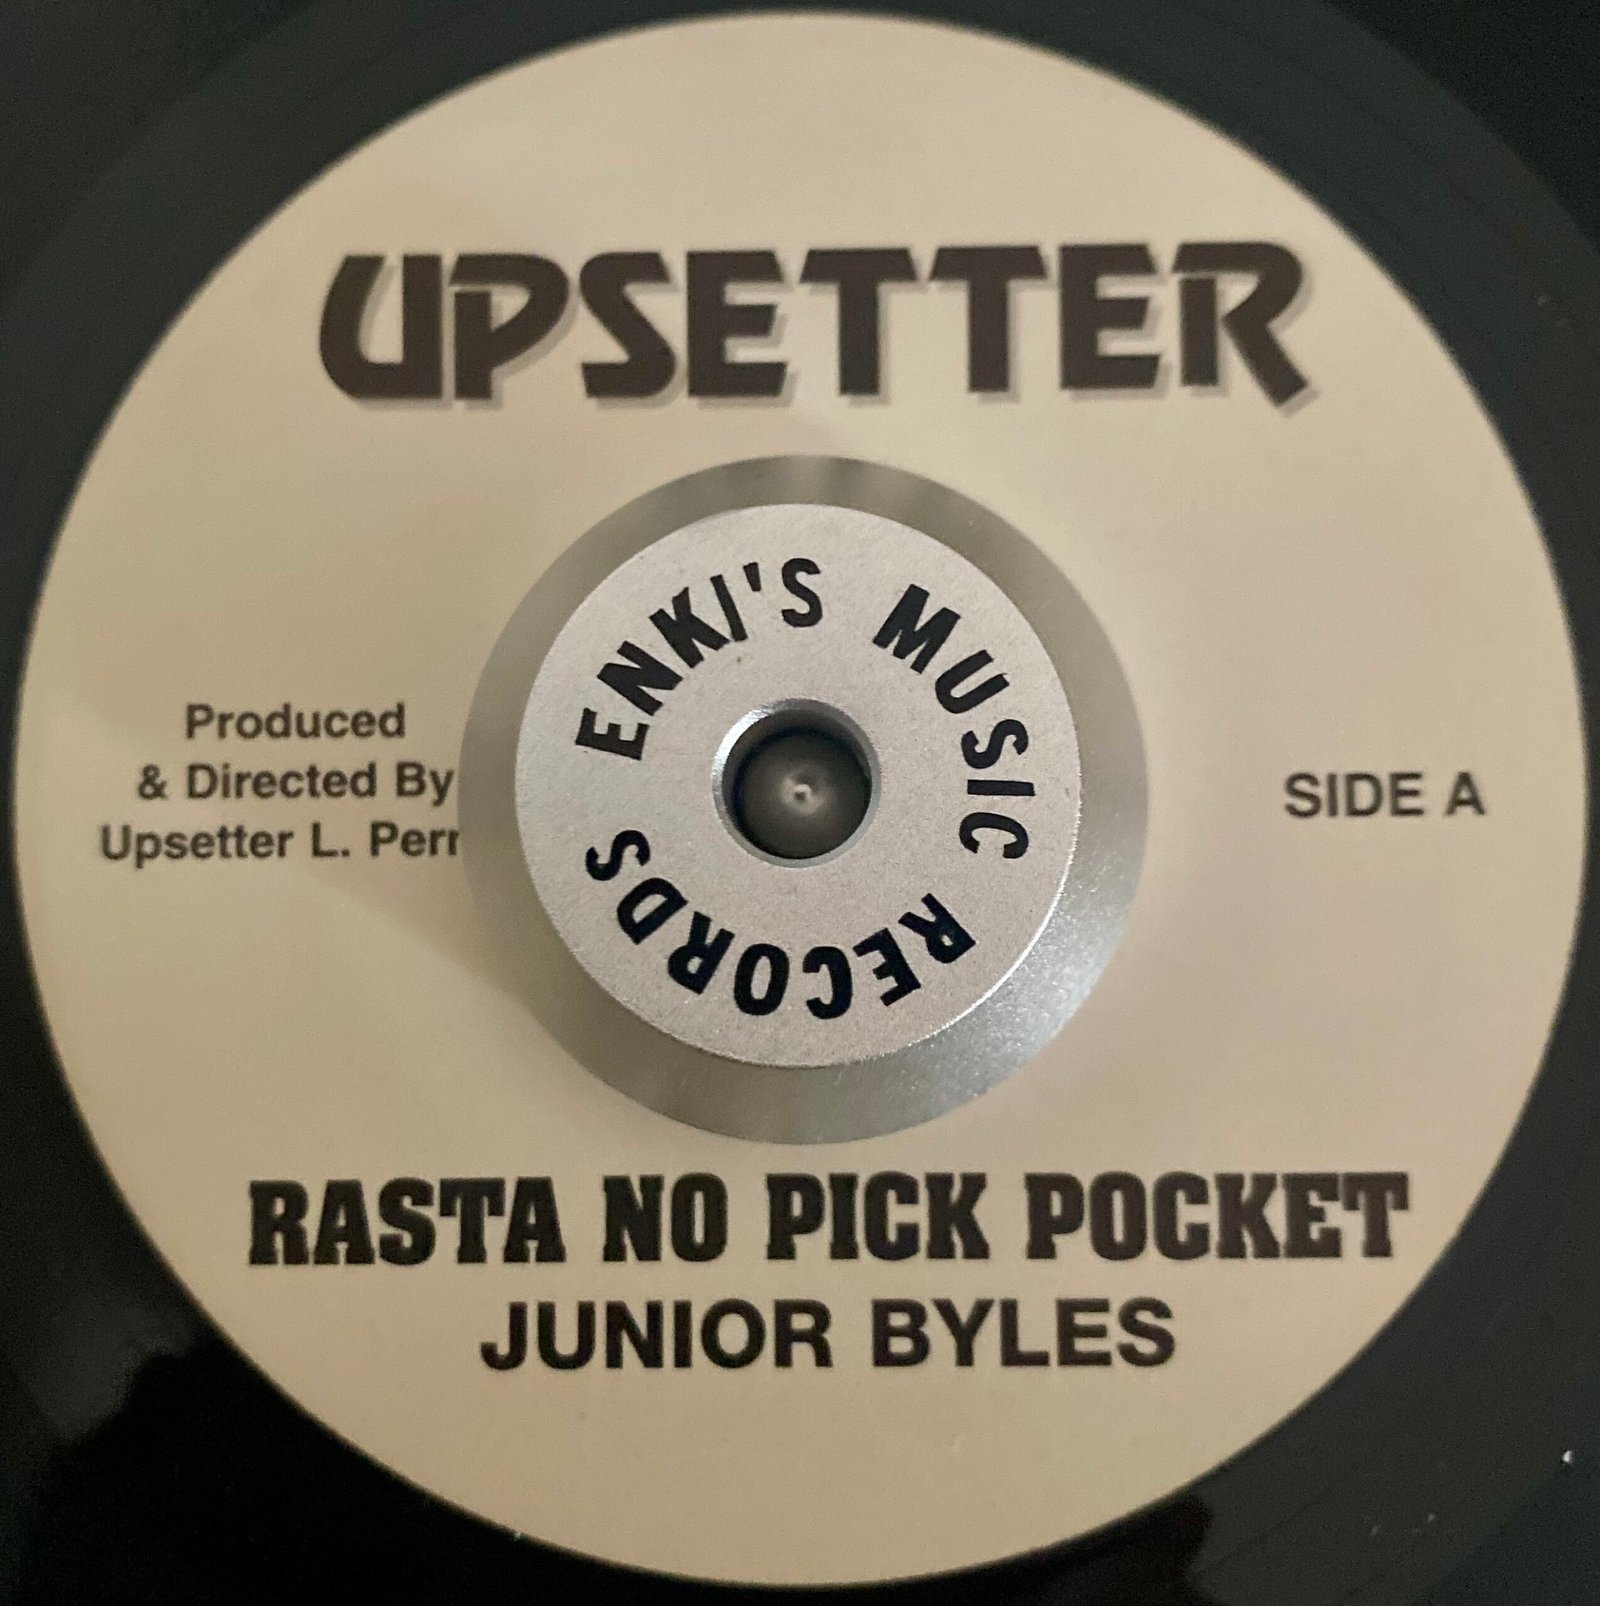 UPSETTER
ENKI'S MUSIC RECORDS
Produced
& Directed By
Upsetter L. Perr
SIDE A
RASTA NO PICK POCKET
JUNIOR BYLES